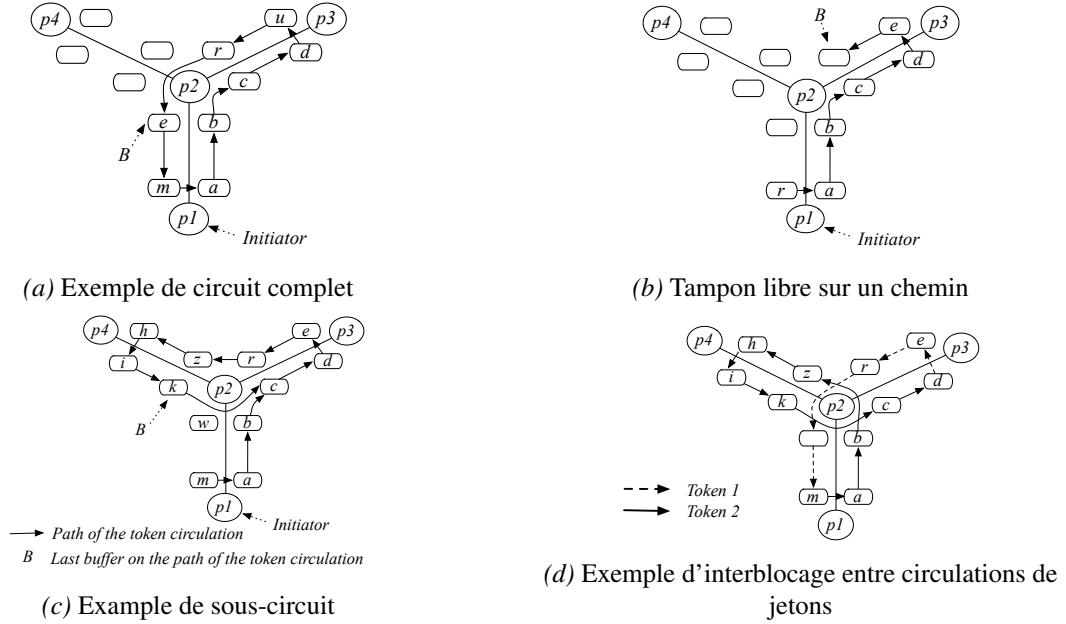 p4
u
p3
r
d
p2
c
e
b
B
m
a
p1
Initiator
(a) Exemple de circuit complet
p4
B
e
p3
d
p2
c
b
r
a
p1
Initiator
(b) Tampon libre sur un chemin
p4
h
e
p3
z
r
d
i
k
p2
c
B
w
b
m
a
p1
Initiator
Path of the token circulation
B Last buffer on the path of the token circulation
(c) Example de sous-circuit
p4
h
e
p3
z
r
d
i
k
p2
c
b
m
a
p1
Token 1
Token 2
(d) Exemple d'interblocage entre circulations de
jetons